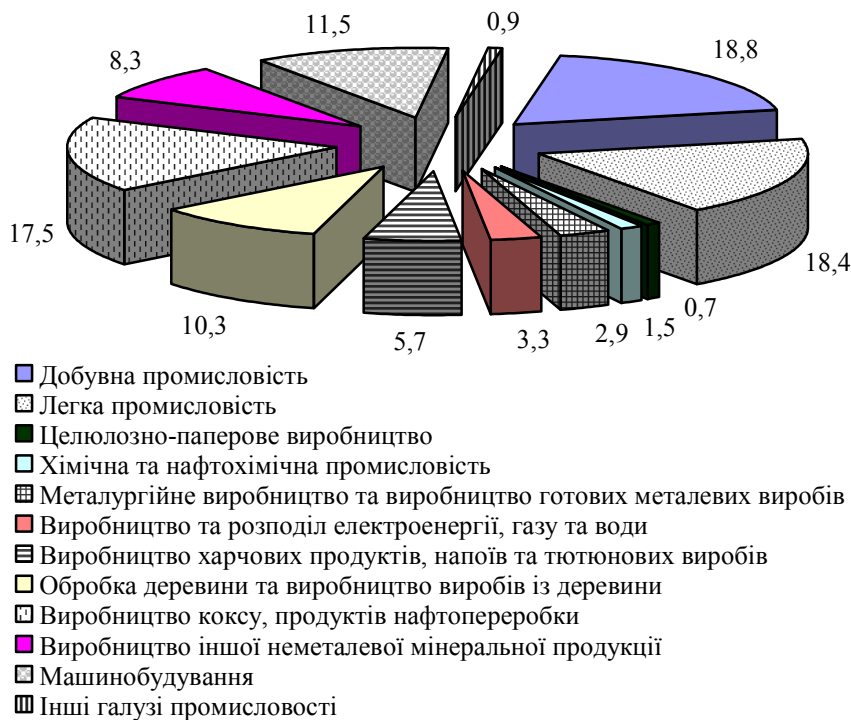 11,5
0,9
18,8
8,3
17,5
18,4
10,3
5,7
3,3
2,9
1,5
0,7
Добувна промисловість
Легка промисловість
Целюлозно-паперове виробництво
Хімічна та нафтохімічна промисловість
Металургійне виробництво та виробництво готових металевих виробів
Виробництво та розподіл електроенергії, газу та води
Виробництво харчових продуктів, напоїв та тютюнових виробів
Обробка деревини та виробництво виробів із деревини
Виробництво коксу, продуктів нафтопереробки
Виробництво іншої неметалевої мінеральної продукції
Машинобудування
Інші галузі промисловості